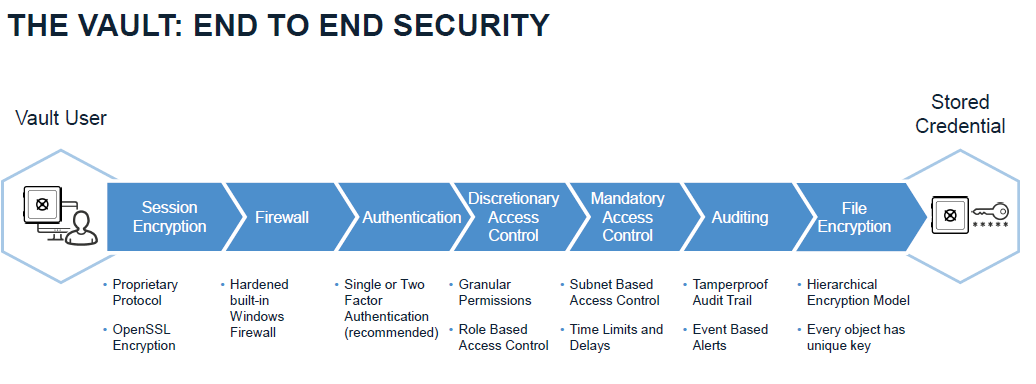 THE VAULT: END TO END SECURITY
Vault User
Stored
Credential
Session
Encryption
Firewall
Authentication
Discretionary
Access
Control
Mandatory
Access
Control
Auditing
File
Encryption
*****
• Proprietary
Protocol
• OpenSSL
Encryption
• Hardened
built-in
Windows
Firewall
• Single or Two
Factor
Authentication
(recommended)
• Granular
Permissions
• Role Based
Access Control
• Subnet Based
Access Control
• Time Limits and
Delays
• Tamperproof
Audit Trail
• Event Based
Alerts
• Hierarchical
Encryption Model
• Every object has
unique key